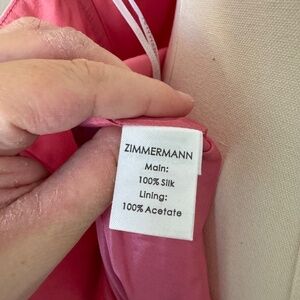 ZIMMERMANN
Main:
100% Silk
Lining:
100% Acetate